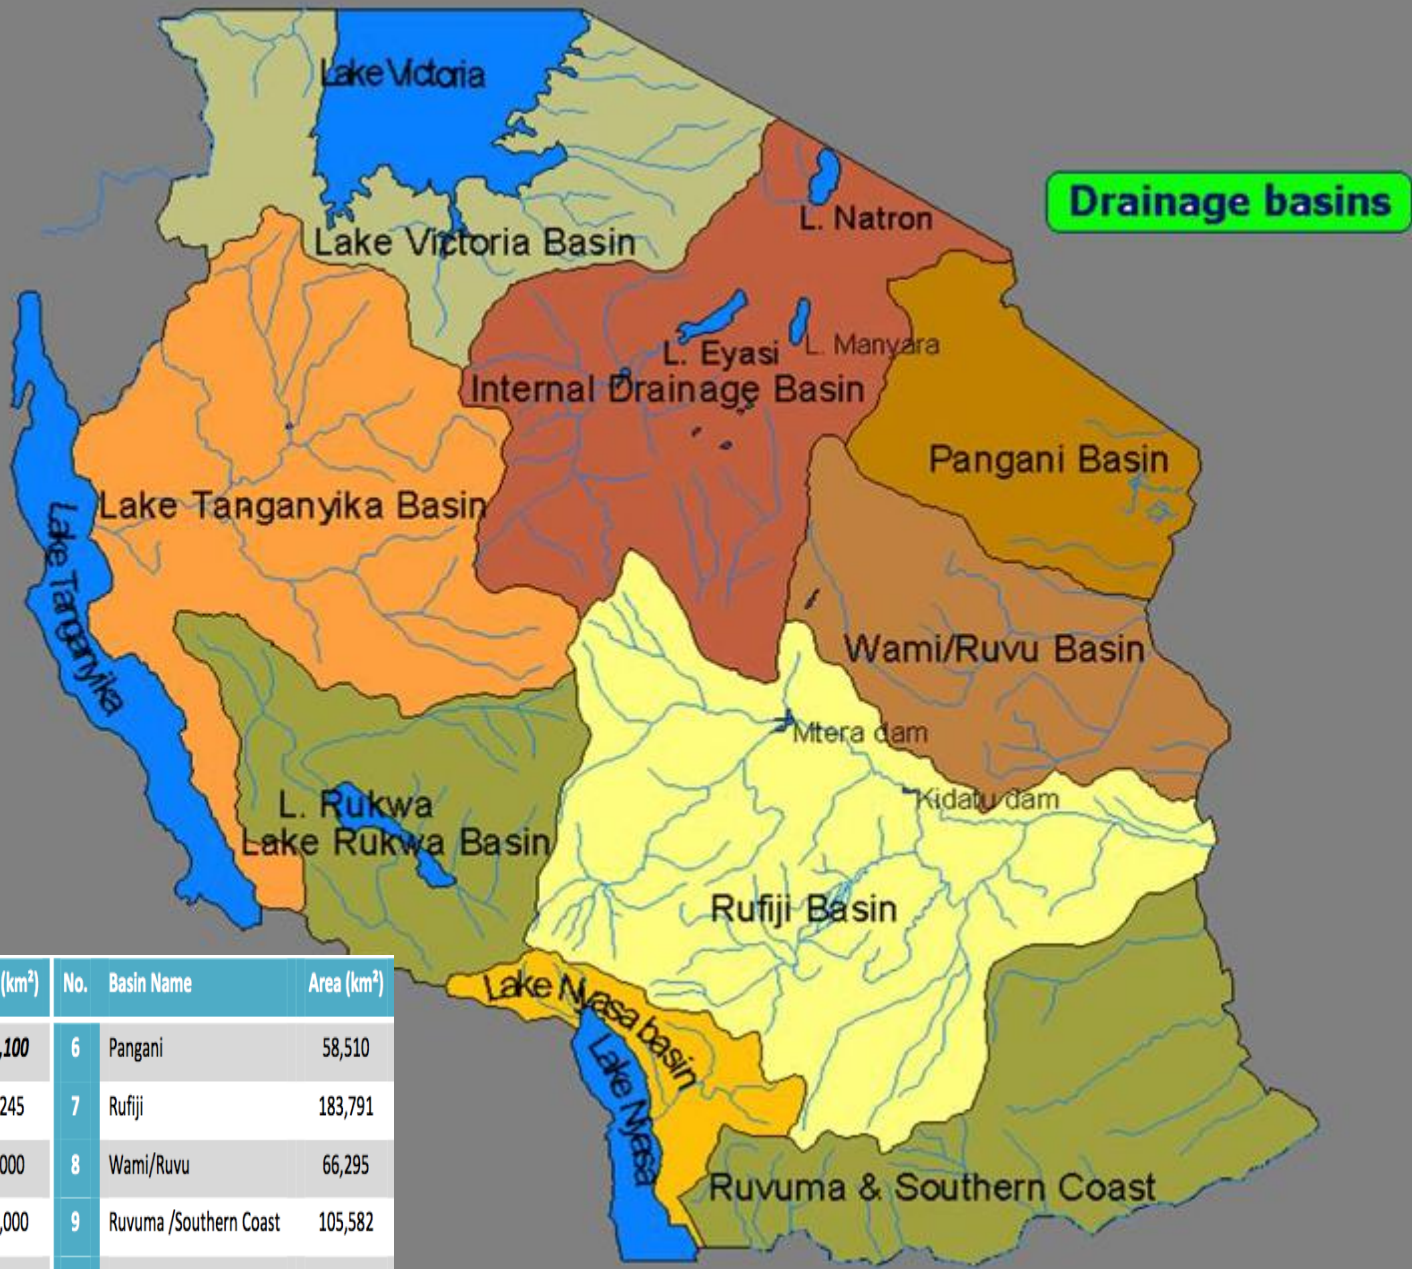 Lake Victoria
Drainage basins
L. Natron
Lake Victoria Basin
L. Eyasi
L. Manyara
Internal Drainage Basin
Pangani Basin
Lake Tanganyika Basin
Lake Tanganyika
Wami/Ruvu Basin
Mtera dam
L. Rukwa
Kidatu dam
Lake Rukwa Basin
Rufiji Basin
Lake Nyasa basin
Lake Nyasa
Ruvuma & Southern Coast
(km²) No. Basin Name Area (km²)
,100 6 Pangani 58,510
245 7 Rufiji 183,791
000 8 Wami/Ruvu 66,295
,000 9 Ruvuma /Southern Coast 105,582